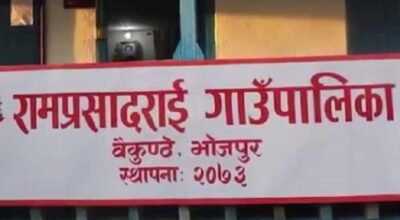 रामप्रसादराई गाउँपालिका
वैकुण्ठे, भोजपुर
स्थापना: २०७३